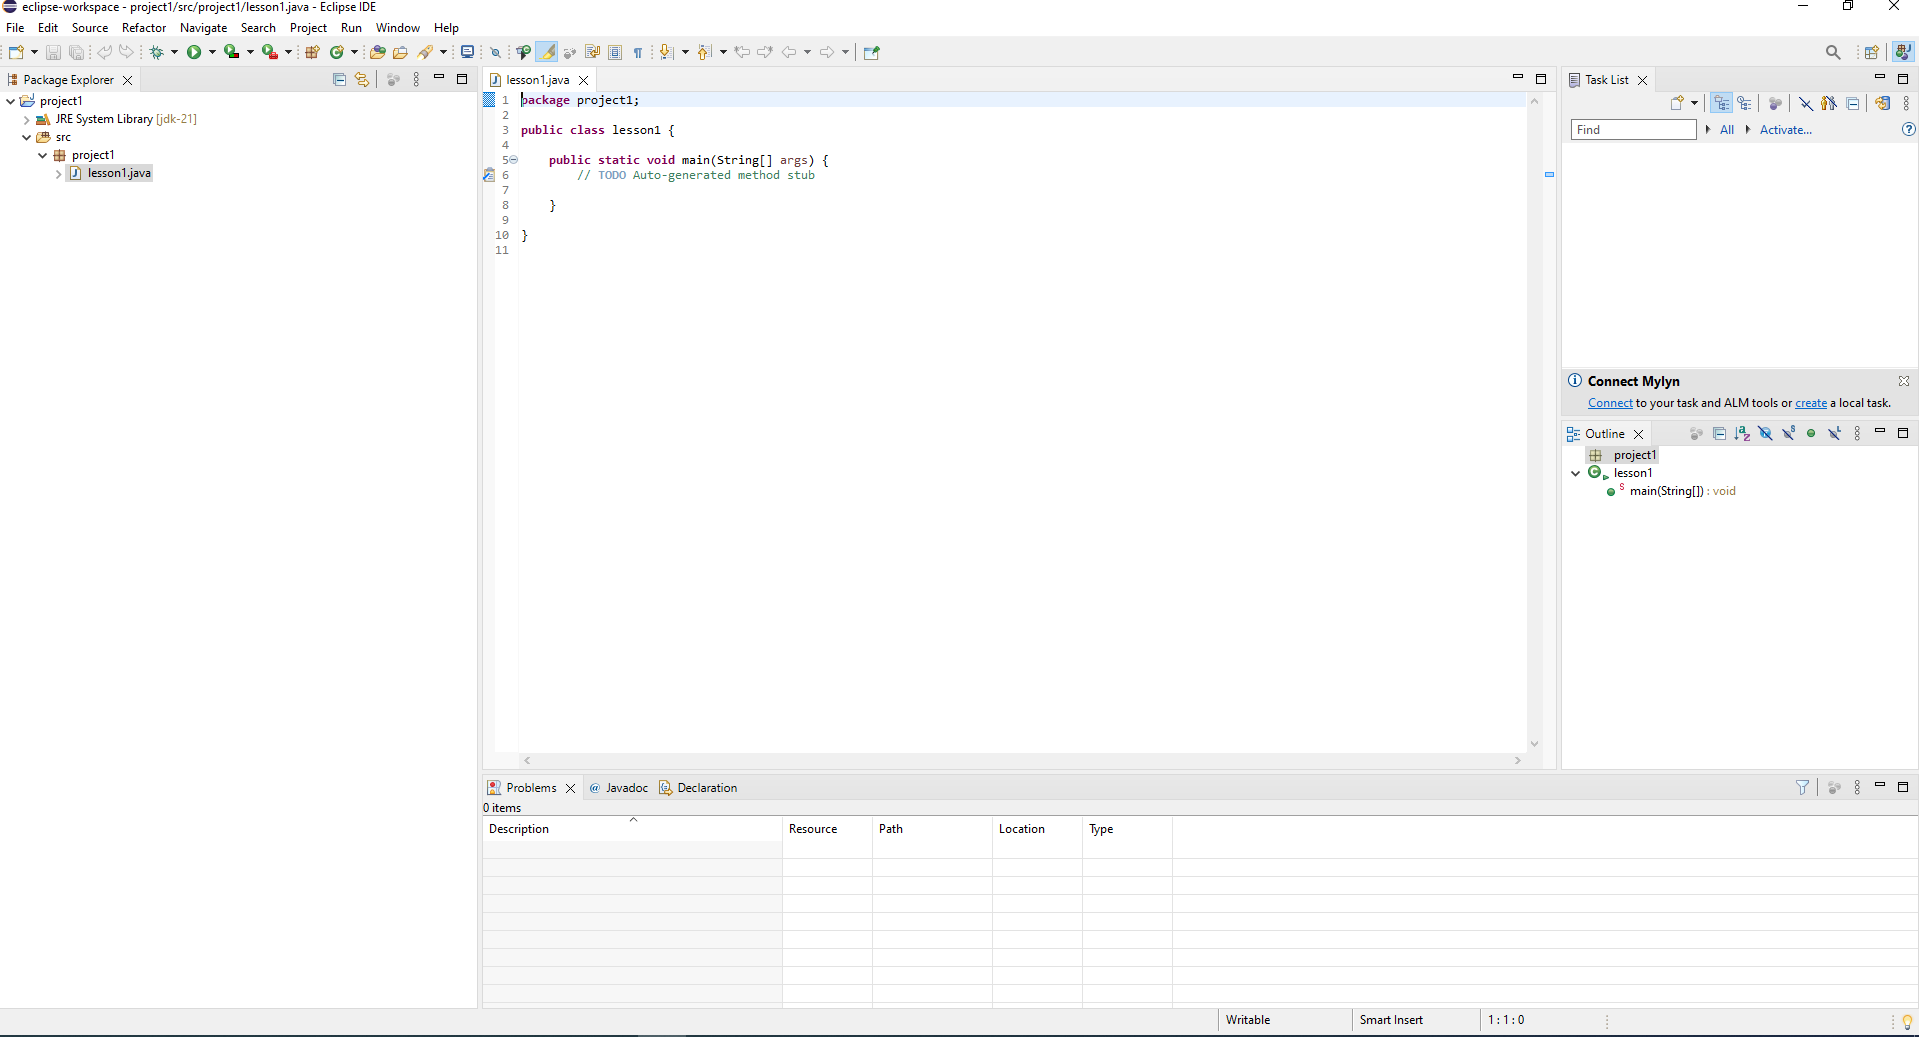 eclipse-workspace - project1/src/project1/lesson1.java - Eclipse IDE
File Edit Source Refactor Navigate Search Project Run Window Help
Package Explorer
project1
JRE System Library [jdk-21]
src
project1
lesson1.java
lesson1.java
1 package project1;
2
3 public class lesson1 {
4
5 public static void main(String[] args) {
6 // TODO Auto-generated method stub
7
8 }
9
10 }
11
Task List
Find All Activate...
Connect Mylyn
Connect to your task and ALM tools or create a local task.
Outline
project1
lesson1
main(String[]) : void
Problems Javadoc Declaration
0 items
Description Resource Path Location Type
Writable Smart Insert 1 : 1 : 0